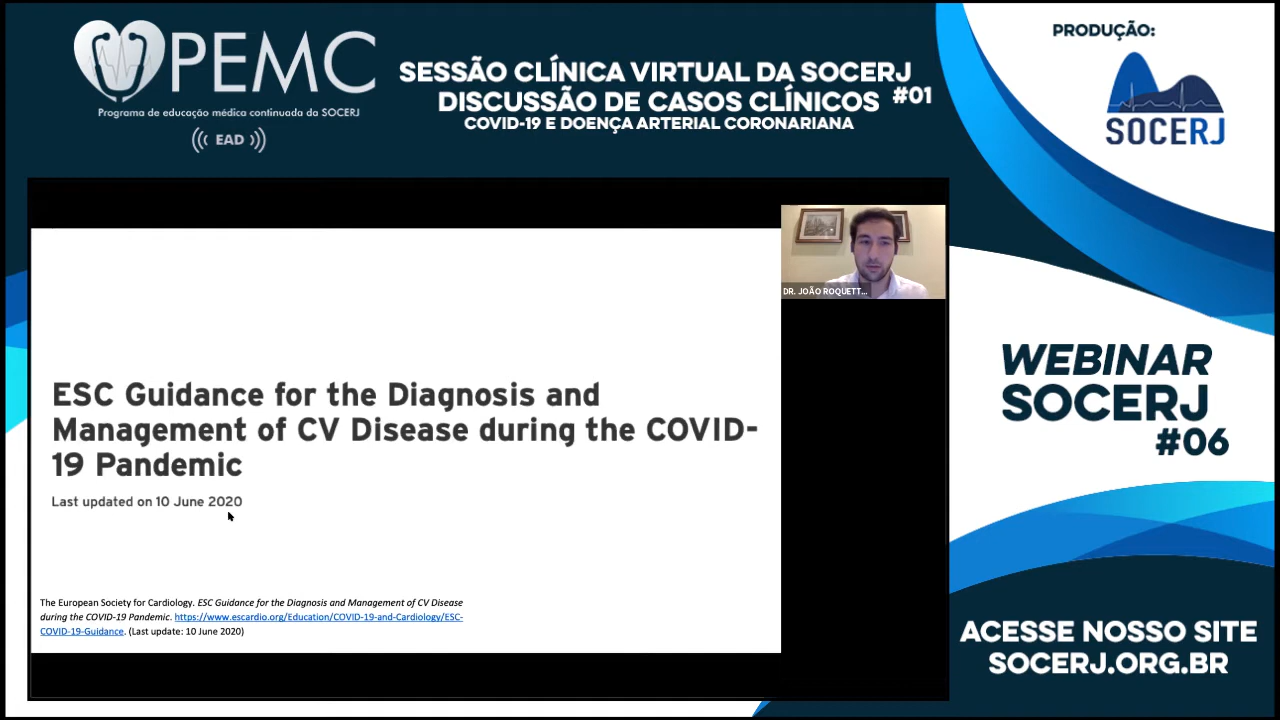 PEMC
Programa de educação médica continuada da SOCERJ
EAD
SESSÃO CLÍNICA VIRTUAL DA SOCERJ
DISCUSSÃO DE CASOS CLÍNICOS #01
COVID-19 E DOENÇA ARTERIAL CORONARIANA
PRODUÇÃO:
SOCERJ
DR. JOÃO ROQUETT...
ESC Guidance for the Diagnosis and
Management of CV Disease during the COVID-
19 Pandemic
Last updated on 10 June 2020
The European Society for Cardiology. ESC Guidance for the Diagnosis and Management of CV Disease
during the COVID-19 Pandemic. https://www.escardio.org/Education/COVID-19-and-Cardiology/ESC-
COVID-19-Guidance. (Last update: 10 June 2020)
WEBINAR
SOCERJ
#06
ACESSE NOSSO SITE
SOCERJ.ORG.BR